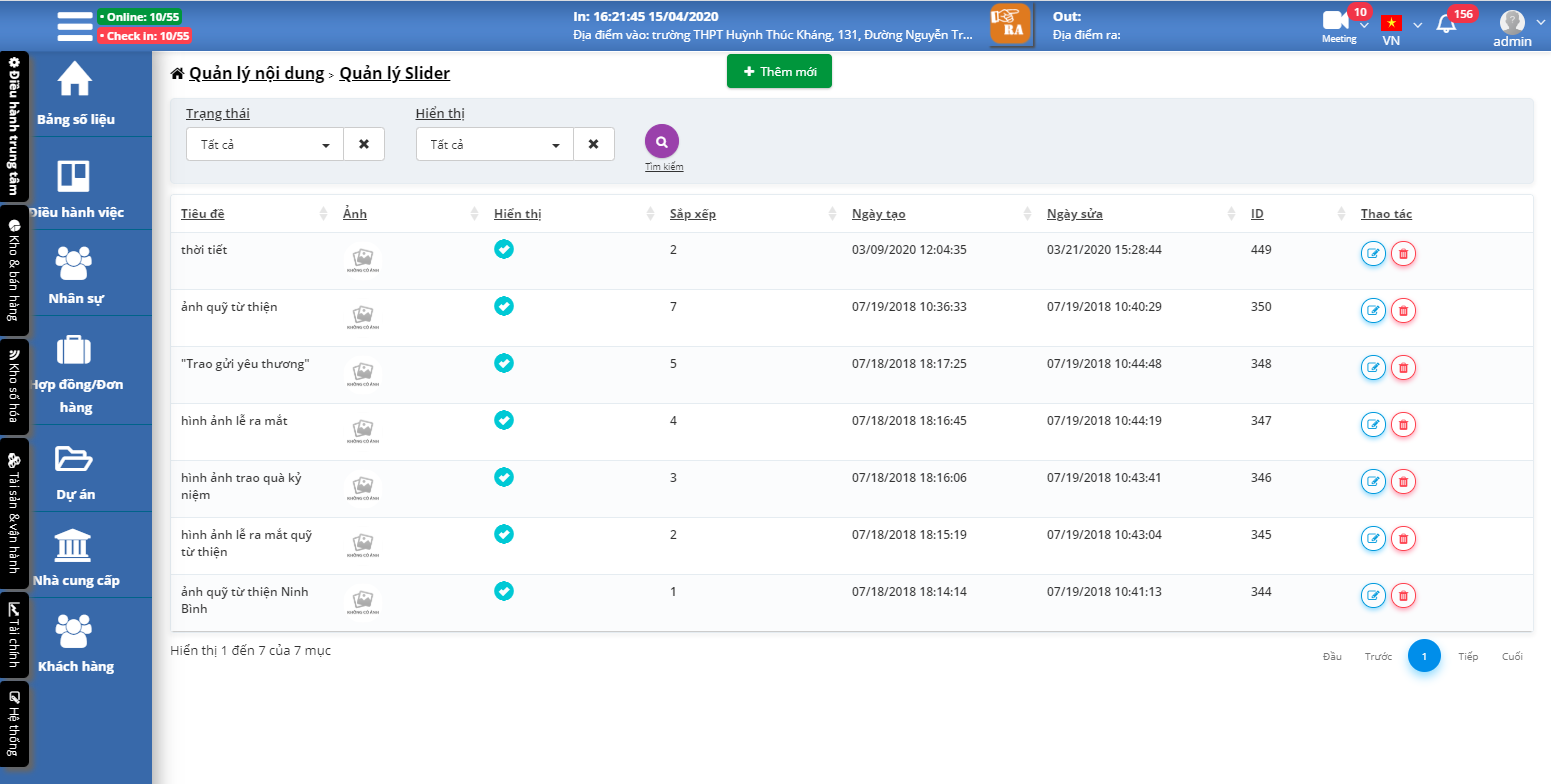 • Online: 10/55
• Check In: 10/55
In: 16:21:45 15/04/2020
Địa điểm vào: trường THPT Huỳnh Thúc Kháng, 131, Đường Nguyễn Tr...
RA
Out:
Địa điểm ra:
10
Meeting
VN
156
admin
Điều hành trung tâm
Kho & bán hàng
Kho số hóa
Tài sản & vận hành
Tài chính
Hệ thống
Bảng số liệu
Điều hành việc
Nhân sự
Hợp đồng/Đơn
hàng
Dự án
Nhà cung cấp
Khách hàng
Quản lý nội dung > Quản lý Slider
Thêm mới
Trạng thái
Hiển thị
Tất cả
Tất cả
Tìm kiếm
Tiêu đề Ảnh Hiển thị Sắp xếp Ngày tạo Ngày sửa ID Thao tác
thời tiết 2 03/09/2020 12:04:35 03/21/2020 15:28:44 449
KHÔNG CÓ ẢNH
ảnh quỹ từ thiện 7 07/19/2018 10:36:33 07/19/2018 10:40:29 350
KHÔNG CÓ ẢNH
"Trao gửi yêu thương" 5 07/18/2018 18:17:25 07/19/2018 10:44:48 348
KHÔNG CÓ ẢNH
hình ảnh lễ ra mắt 4 07/18/2018 18:16:45 07/19/2018 10:44:19 347
KHÔNG CÓ ẢNH
hình ảnh trao quà kỷ 3 07/18/2018 18:16:06 07/19/2018 10:43:41 346
niệm KHÔNG CÓ ẢNH
hình ảnh lễ ra mắt quỹ 2 07/18/2018 18:15:19 07/19/2018 10:43:04 345
từ thiện KHÔNG CÓ ẢNH
ảnh quỹ từ thiện Ninh 1 07/18/2018 18:14:14 07/19/2018 10:41:13 344
Bình KHÔNG CÓ ẢNH
Hiển thị 1 đến 7 của 7 mục
Đầu Trước 1 Tiếp Cuối